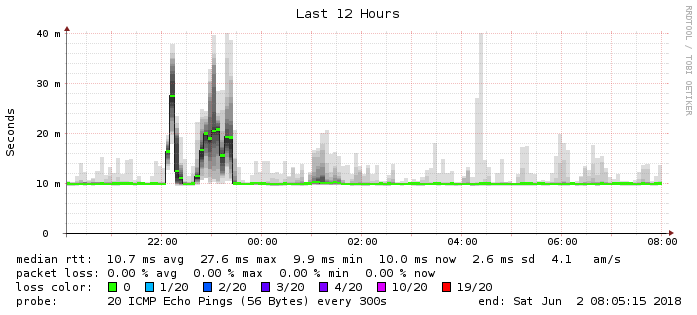 Last 12 Hours
RRDTOOL / TOBI OETIKER
Seconds
40 m
30 m
20 m
10 m
0
22:00 00:00 02:00 04:00 06:00 08:00
median rtt: 10.7 ms avg 27.6 ms max 9.9 ms min 10.0 ms now 2.6 ms sd 4.1 am/s
packet loss: 0.00 % avg 0.00 % max 0.00 % min 0.00 % now
loss color: 0 1/20 2/20 3/20 4/20 10/20 19/20
probe: 20 ICMP Echo Pings (56 Bytes) every 300s end: Sat Jun 2 08:05:15 2018